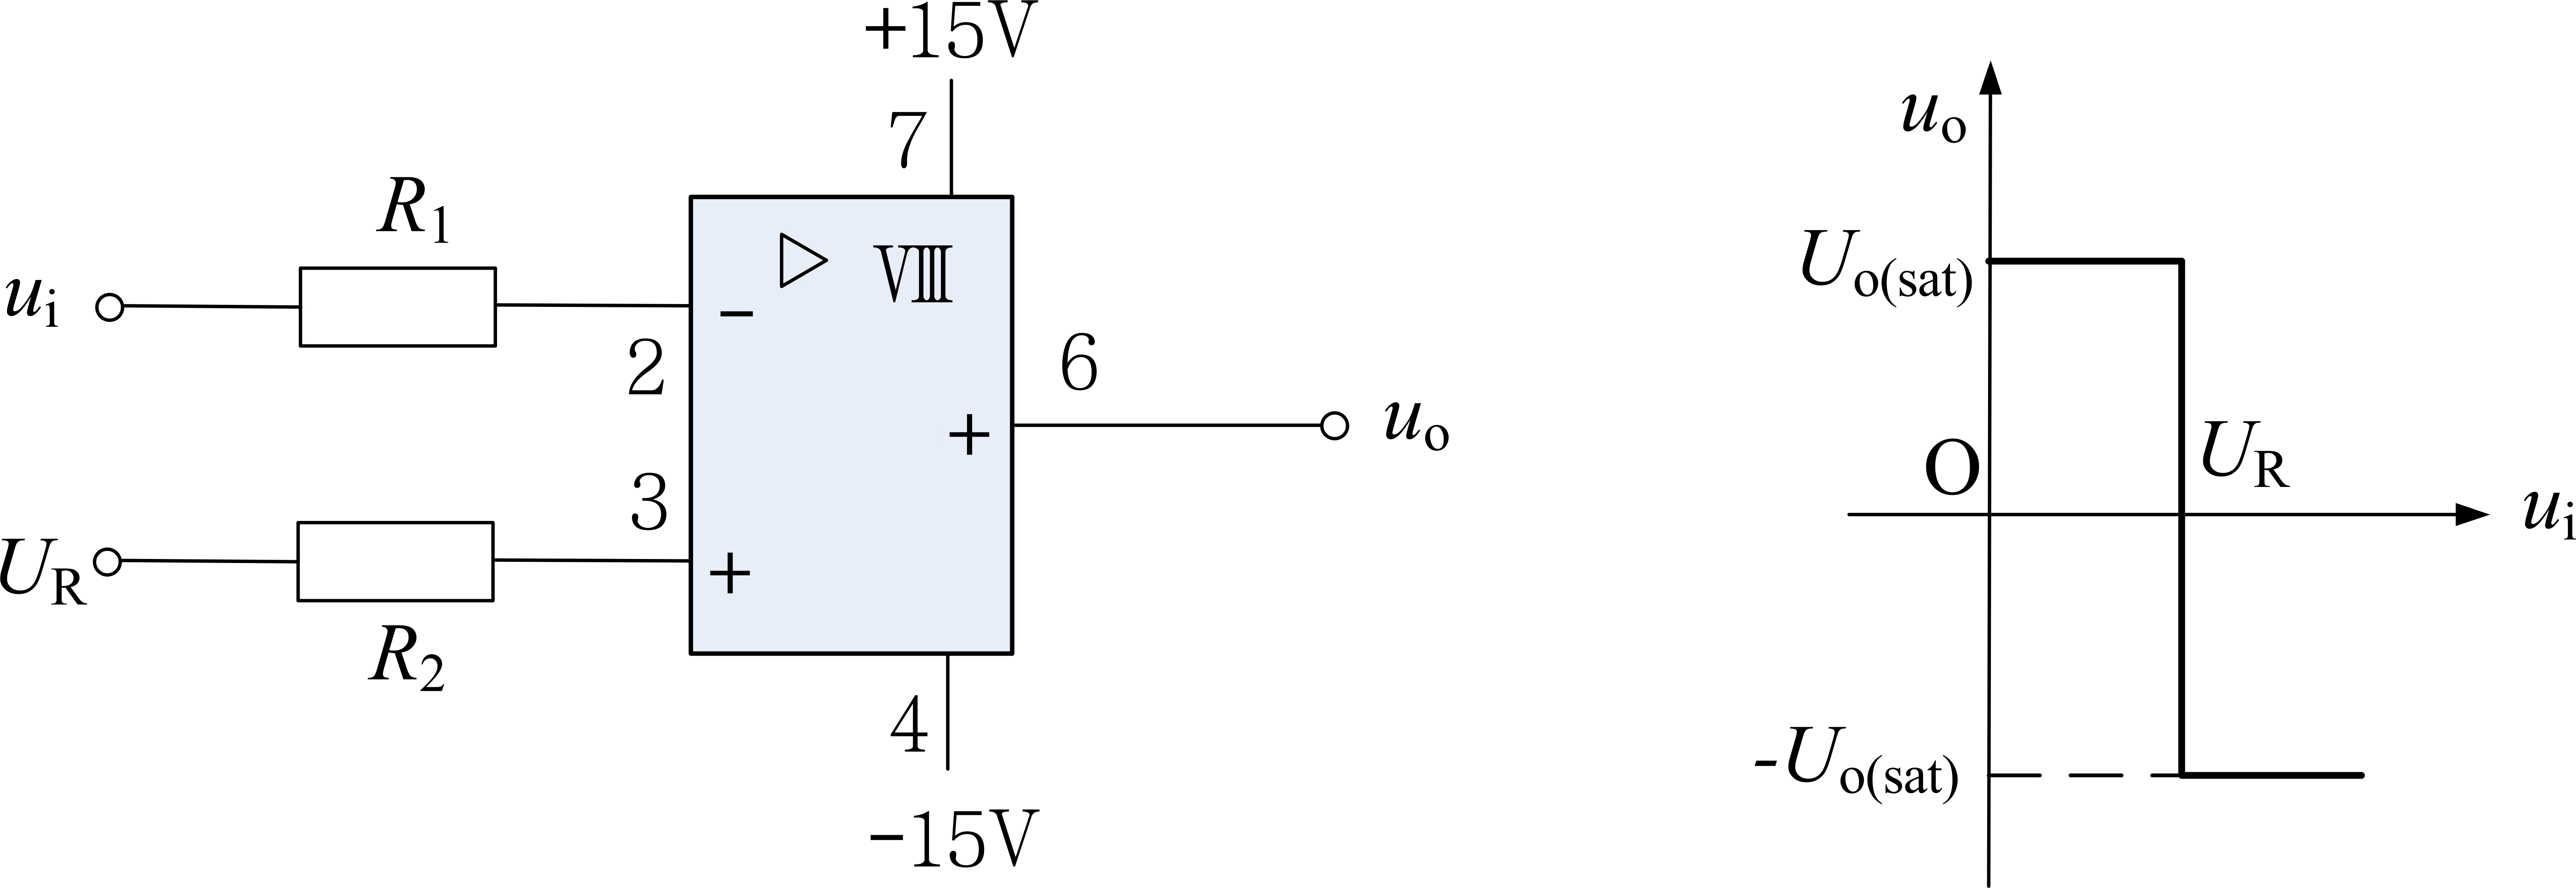 +15V
7
R1
ui
- ▷ VIII
2
6
+
uo
3
UR
+
R2
4
-15V
uo
Uo(sat)
O
UR
ui
-Uo(sat)